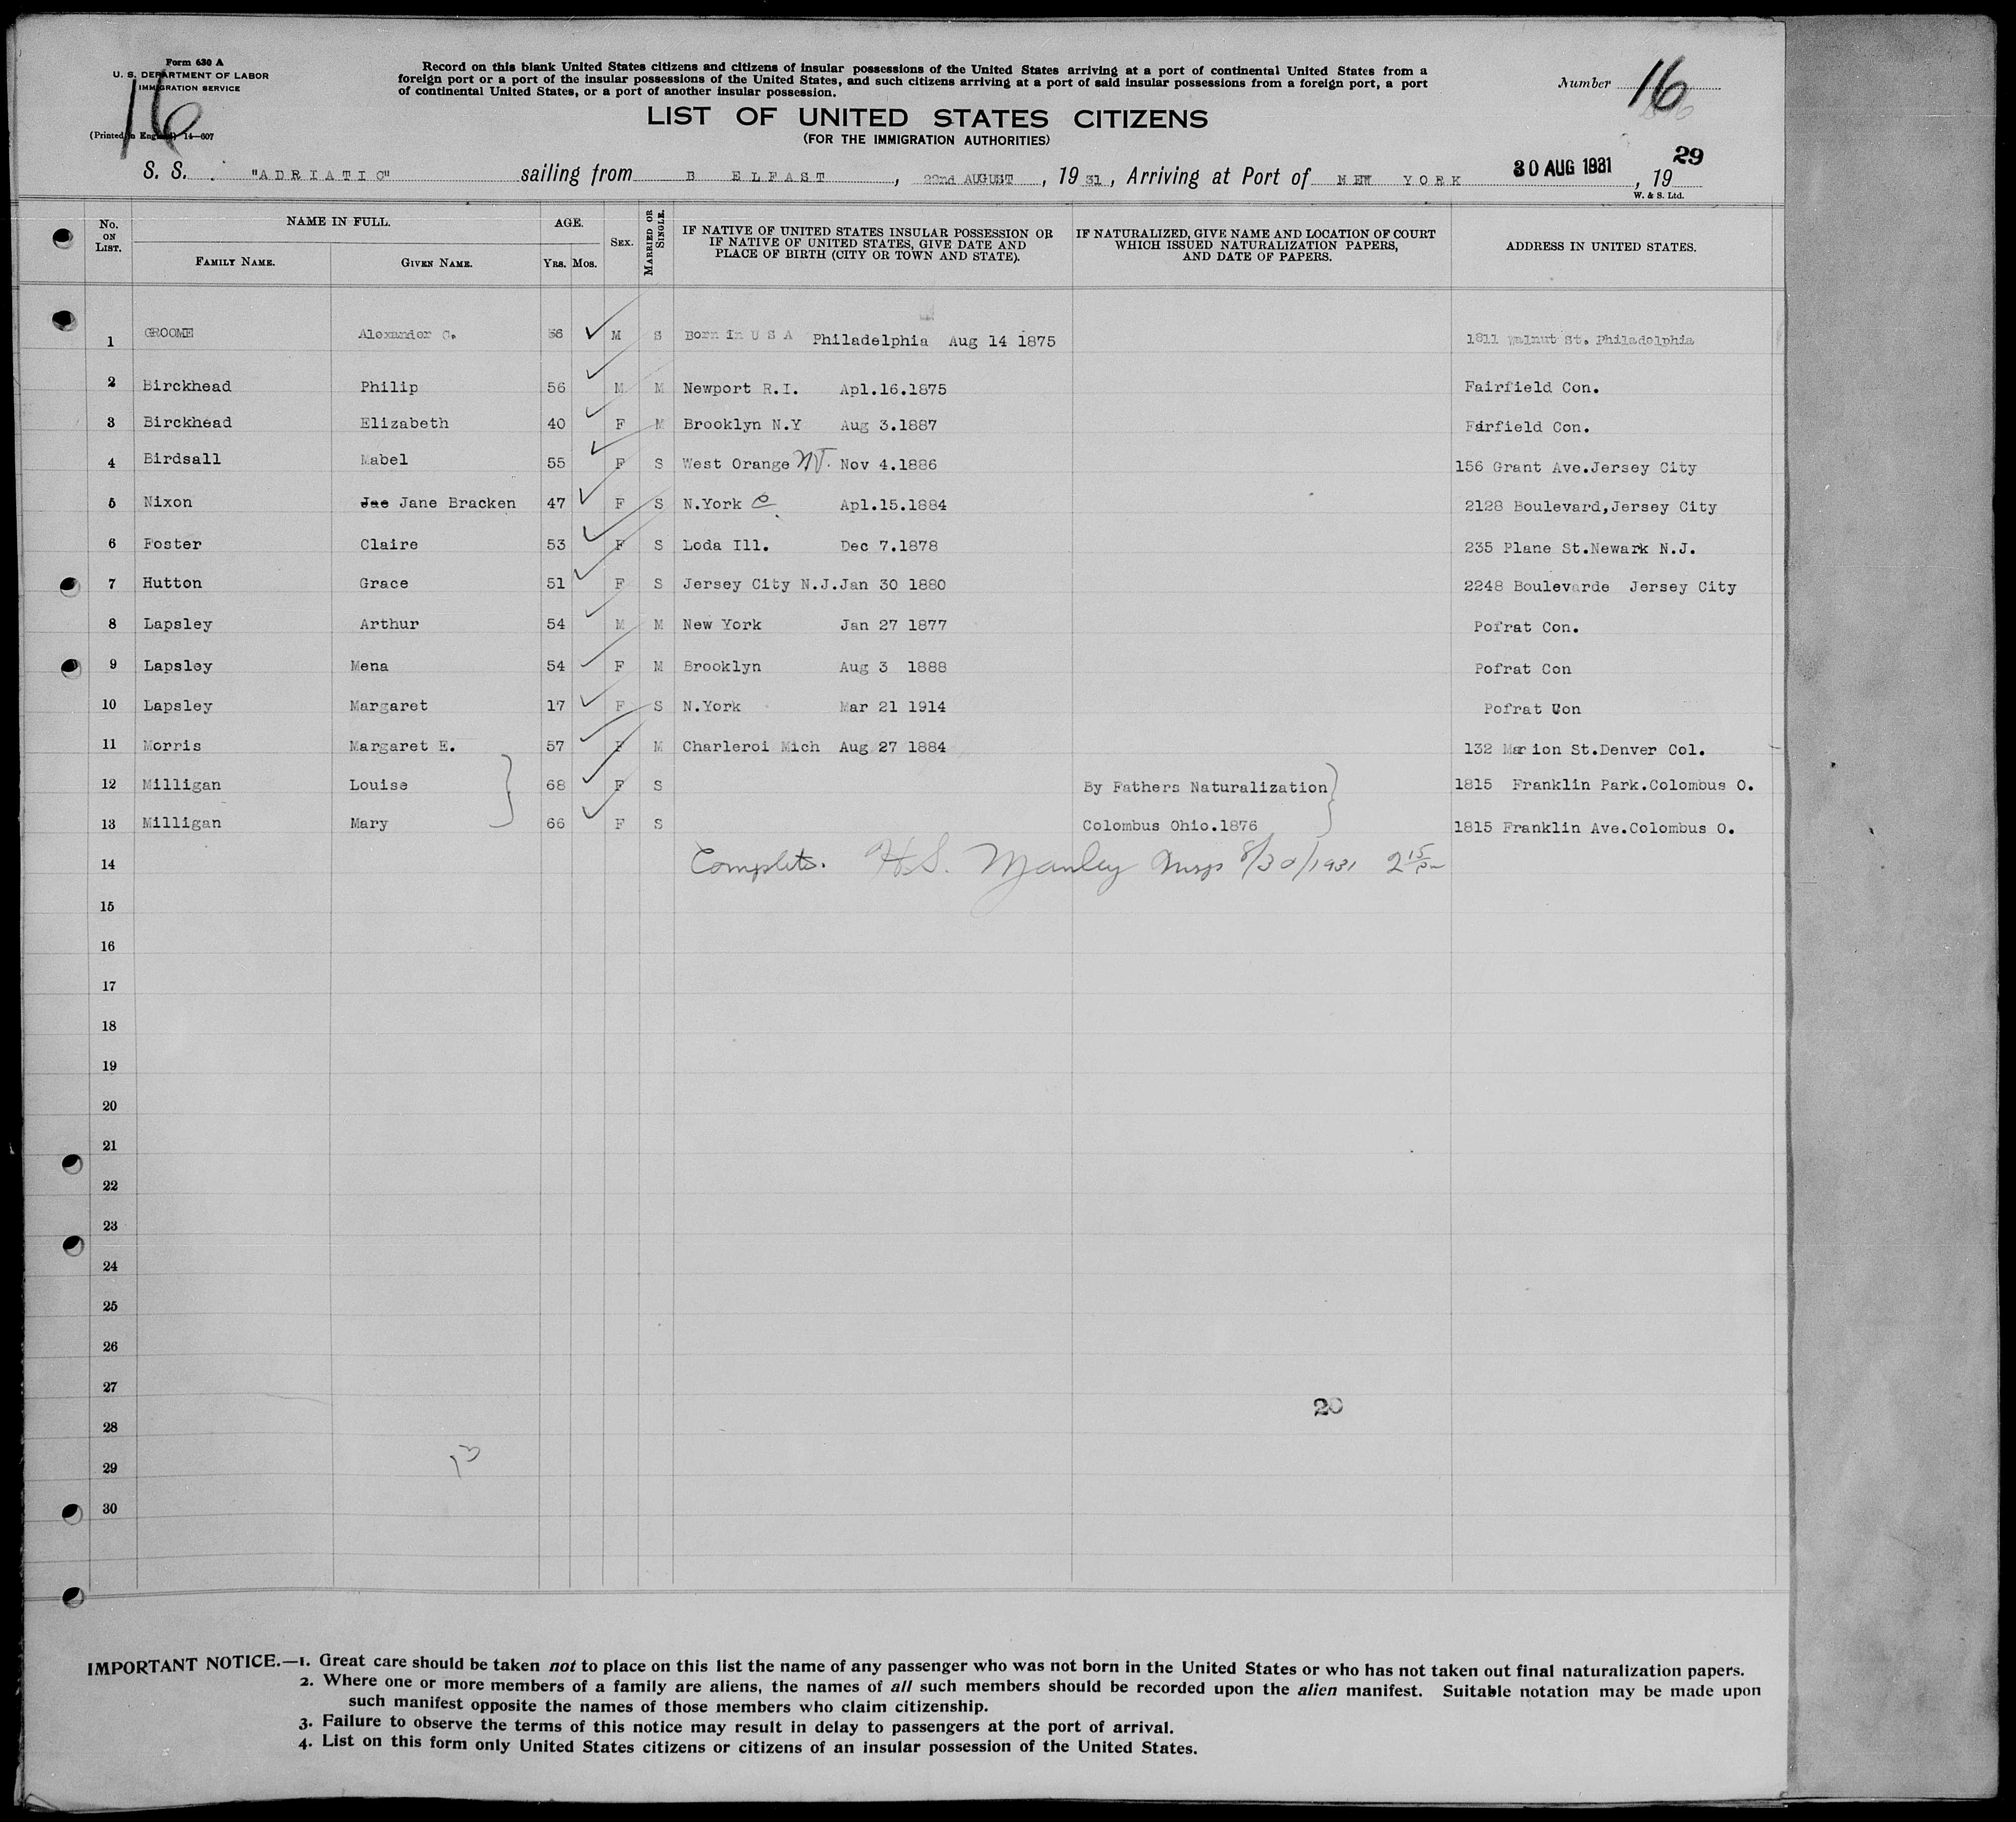 Form 630 A
U. S. DEPARTMENT OF LABOR
IMMIGRATION SERVICE
16
(Printed in England) 14—607
Record on this blank United States citizens and citizens of insular possessions of the United States arriving at a port of continental United States from a
foreign port or a port of the insular possessions of the United States, and such citizens arriving at a port of said insular possessions from a foreign port, a port
of continental United States, or a port of another insular possession.
Number 16
LIST OF UNITED STATES CITIZENS
(FOR THE IMMIGRATION AUTHORITIES)
29
S. S. "ADRIATIC" sailing from B ELFAST, 22nd AUGUST, 19 31, Arriving at Port of NEW YORK 30 AUG 1931, 19
W. & S. Ltd.
No. ON LIST. NAME IN FULL. FAMILY NAME. GIVEN NAME. AGE. YRS. MOS. SEX. MARRIED OR SINGLE. IF NATIVE OF UNITED STATES INSULAR POSSESSION OR IF NATIVE OF UNITED STATES, GIVE DATE AND PLACE OF BIRTH (CITY OR TOWN AND STATE). IF NATURALIZED, GIVE NAME AND LOCATION OF COURT WHICH ISSUED NATURALIZATION PAPERS, AND DATE OF PAPERS. ADDRESS IN UNITED STATES.
1 GROOME Alexander G. 56 M S Born In U S A Philadelphia Aug 14 1875 1811 Walnut St. Philadelphia
2 Birckhead Philip 56 M M Newport R.I. Apl.16.1875 Fairfield Con.
3 Birckhead Elizabeth 40 F M Brooklyn N.Y Aug 3.1887 Farfield Con.
4 Birdsall Mabel 55 F S West Orange NJ. Nov 4.1886 156 Grant Ave.Jersey City
5 Nixon Jae Jane Bracken 47 F S N.York C Apl.15.1884 2128 Boulevard,Jersey City
6 Foster Claire 53 F S Loda Ill. Dec 7.1878 235 Plane St.Newark N.J.
7 Hutton Grace 51 F S Jersey City N.J.Jan 30 1880 2248 Boulevarde Jersey City
8 Lapsley Arthur 54 M M New York Jan 27 1877 Pofrat Con.
9 Lapsley Mena 54 F M Brooklyn Aug 3 1888 Pofrat Con
10 Lapsley Margaret 17 F S N.York Mar 21 1914 Pofrat Con
11 Morris Margaret E. 57 F M Charleroi Mich Aug 27 1884 132 Marion St.Denver Col.
12 Milligan Louise 68 F S By Fathers Naturalization 1815 Franklin Park.Colombus O.
13 Milligan Mary 66 F S Colombus Ohio.1876 1815 Franklin Ave.Colombus O.
14 Complete. H.S. Manley Insp 8/30/1931 2 15 pm
15
16
17
18
19
20
21
22
23
24
25
26
27
20
28
29 13
30
IMPORTANT NOTICE.—1. Great care should be taken not to place on this list the name of any passenger who was not born in the United States or who has not taken out final naturalization papers.
2. Where one or more members of a family are aliens, the names of all such members should be recorded upon the alien manifest. Suitable notation may be made upon
such manifest opposite the names of those members who claim citizenship.
3. Failure to observe the terms of this notice may result in delay to passengers at the port of arrival.
4. List on this form only United States citizens or citizens of an insular possession of the United States.